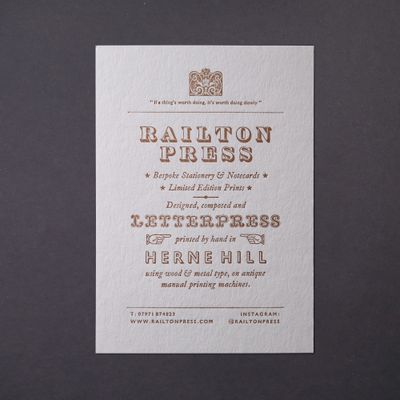 "If a thing's worth doing, it's worth doing slowly"
RAILTON
PRESS
★ Bespoke Stationery & Notecards ★
★ Limited Edition Prints ★
Designed, composed and
LETTERPRESS
printed by hand in
HERNE HILL
using wood & metal type, on antique
manual printing machines.
T: 07971 874023 INSTAGRAM:
WWW.RAILTONPRESS.COM @RAILTONPRESS